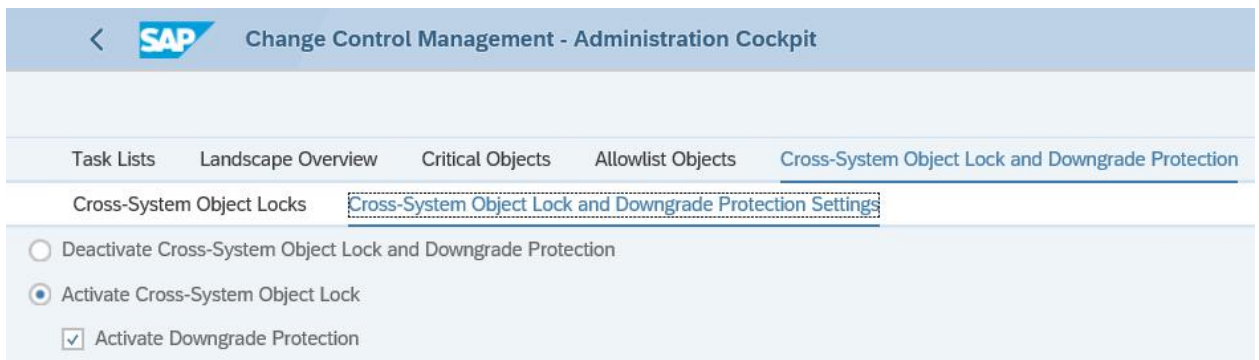 SAP Change Control Management - Administration Cockpit
Task Lists Landscape Overview Critical Objects Allowlist Objects Cross-System Object Lock and Downgrade Protection
Cross-System Object Locks Cross-System Object Lock and Downgrade Protection Settings
Deactivate Cross-System Object Lock and Downgrade Protection
Activate Cross-System Object Lock
Activate Downgrade Protection